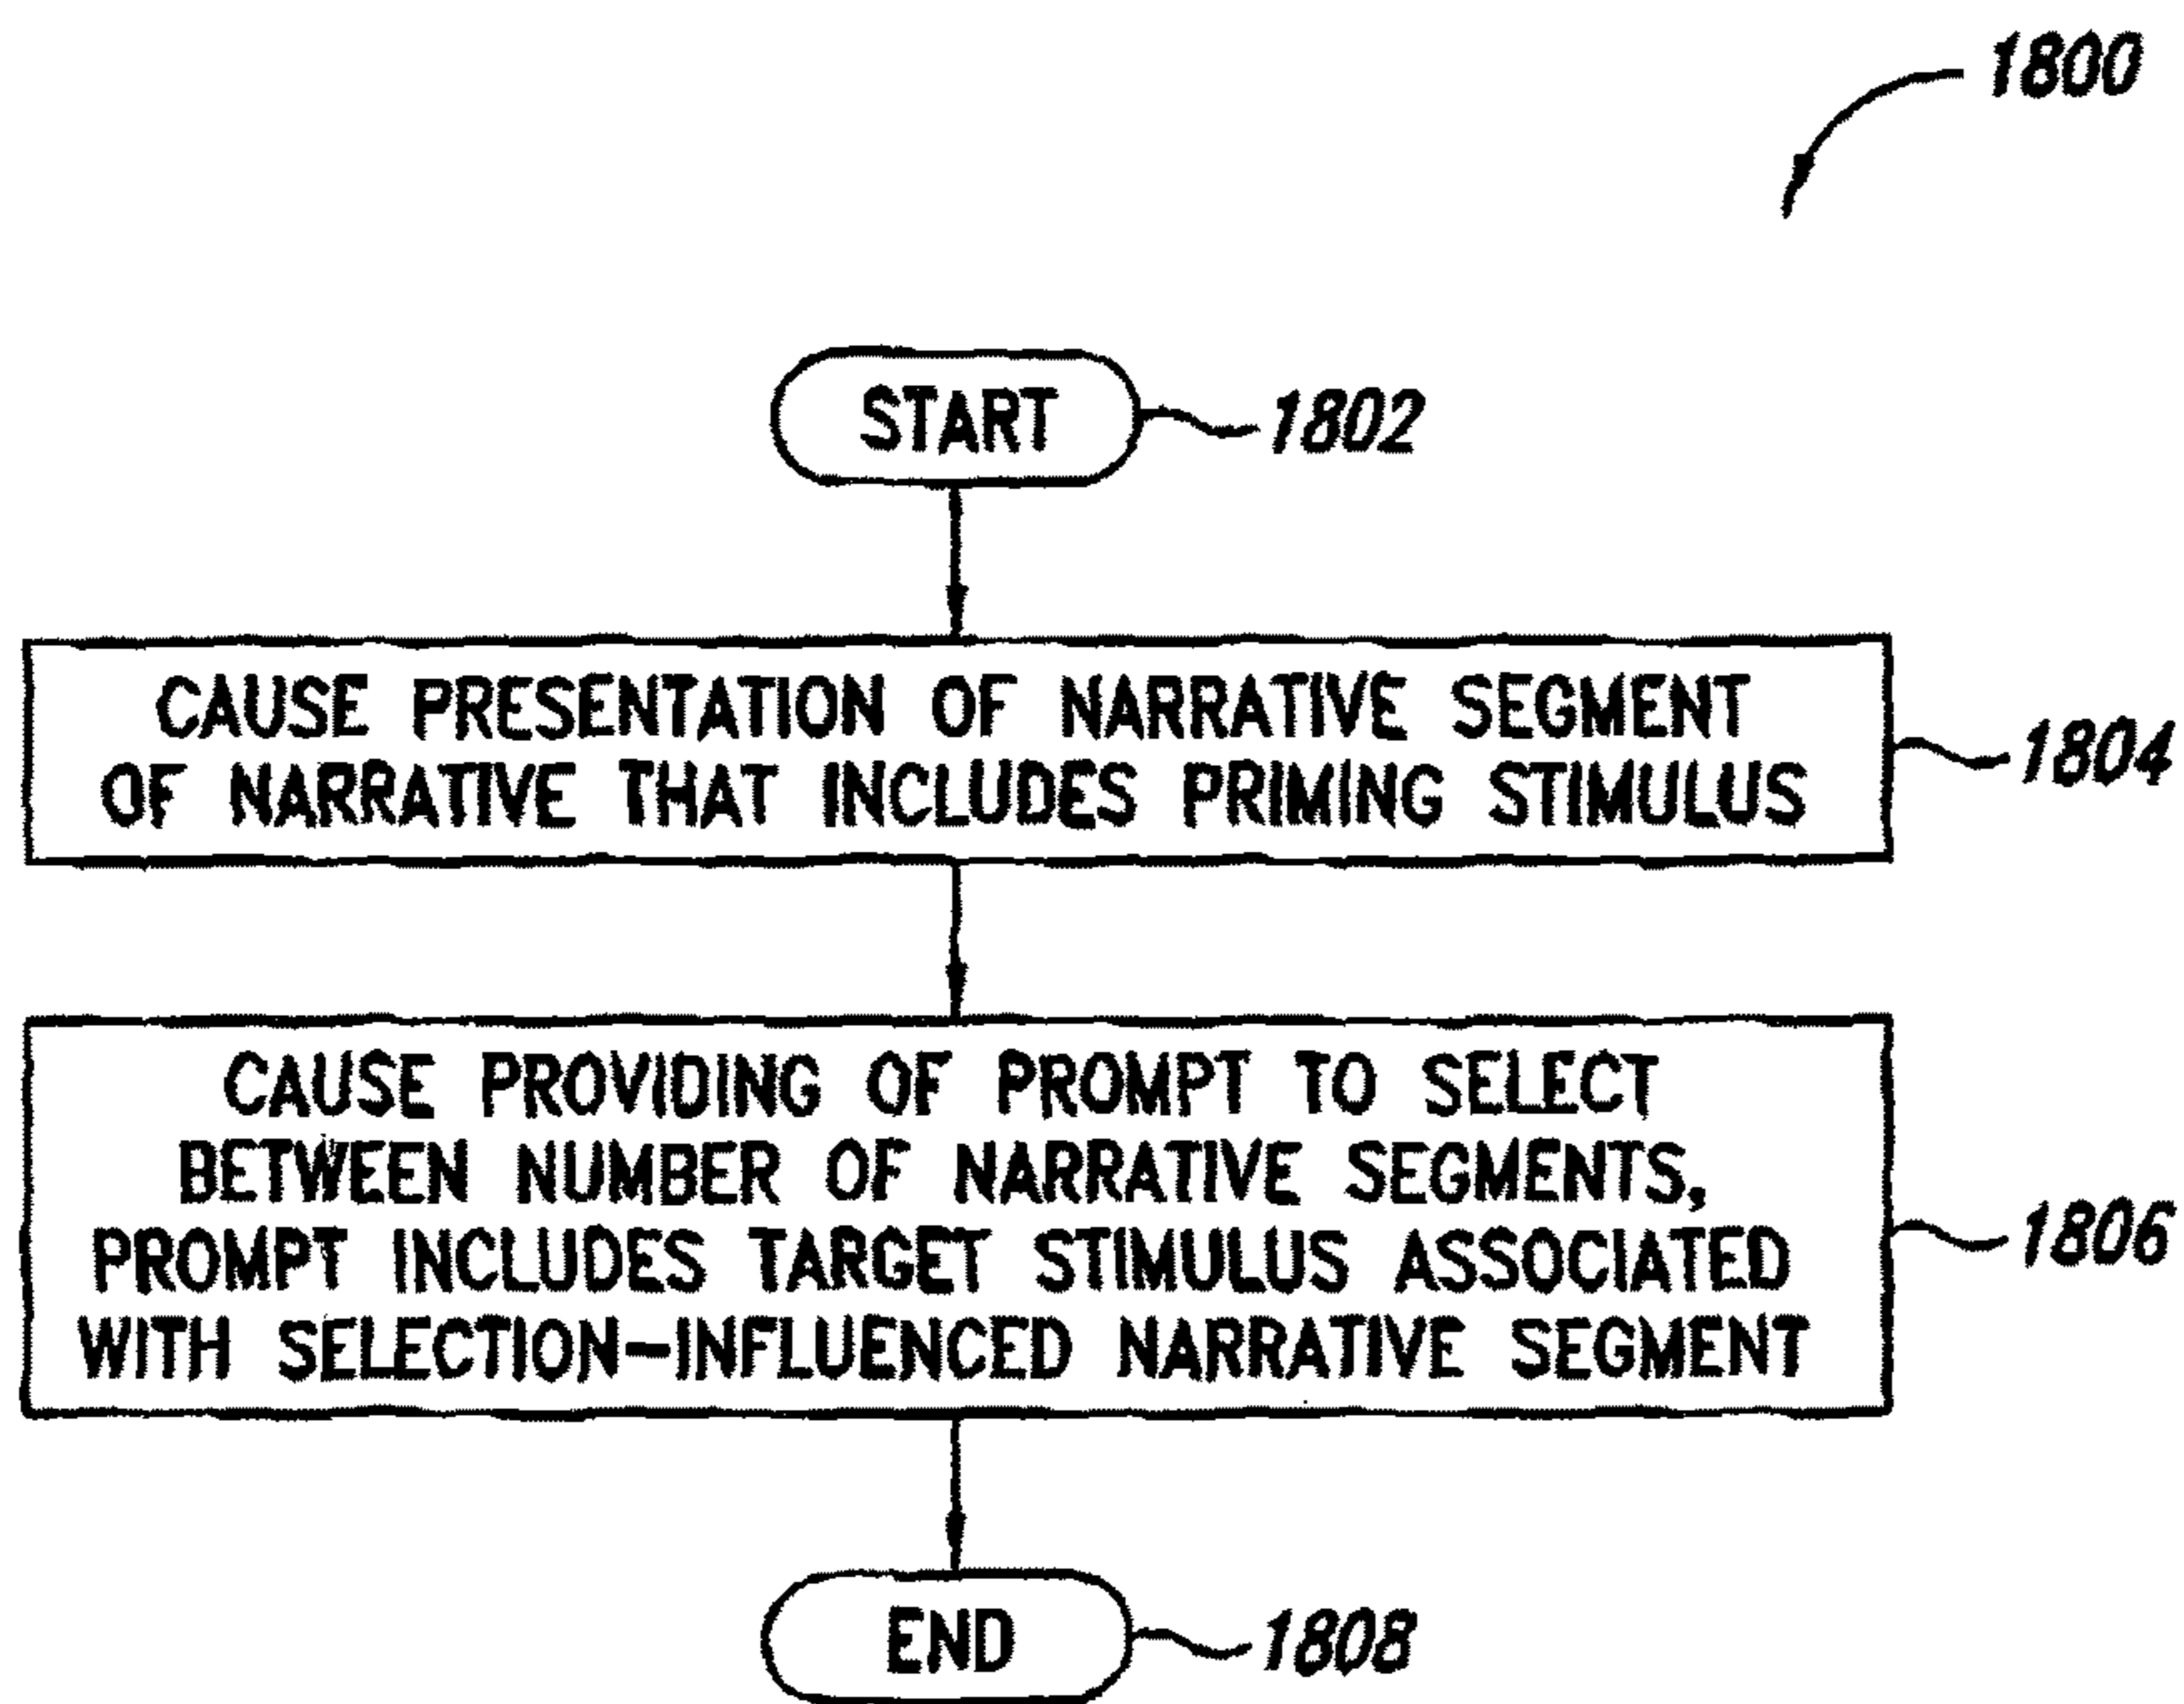 1800
START
1802
CAUSE PRESENTATION OF NARRATIVE SEGMENT
OF NARRATIVE THAT INCLUDES PRIMING STIMULUS
1804
CAUSE PROVIDING OF PROMPT TO SELECT
BETWEEN NUMBER OF NARRATIVE SEGMENTS,
PROMPT INCLUDES TARGET STIMULUS ASSOCIATED
WITH SELECTION-INFLUENCED NARRATIVE SEGMENT
1806
END
1808